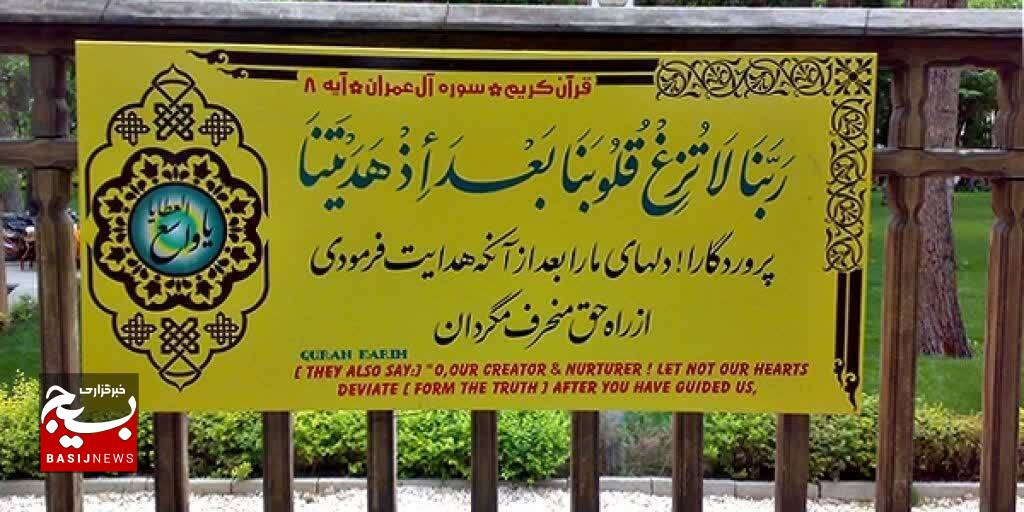 قرآن کریم ✿ سوره آل عمران ✿ آیه ۸
رَبَّنَا لَا تُزِغْ قُلُوبَنَا بَعْدَ أِذْ هَدَیْتَنَا
پروردگارا! دلهای ما را بعد از آنکه هدایت فرمودی
از راه حق منحرف مگردان
یا واسع العطایا
QURAN KARIM
[ THEY ALSO SAY:] "O, OUR CREATOR & NURTURER ! LET NOT OUR HEARTS
DEVIATE [ FORM THE TRUTH ] AFTER YOU HAVE GUIDED US,
خبرگزاری
بسیج
BASIJNEWS